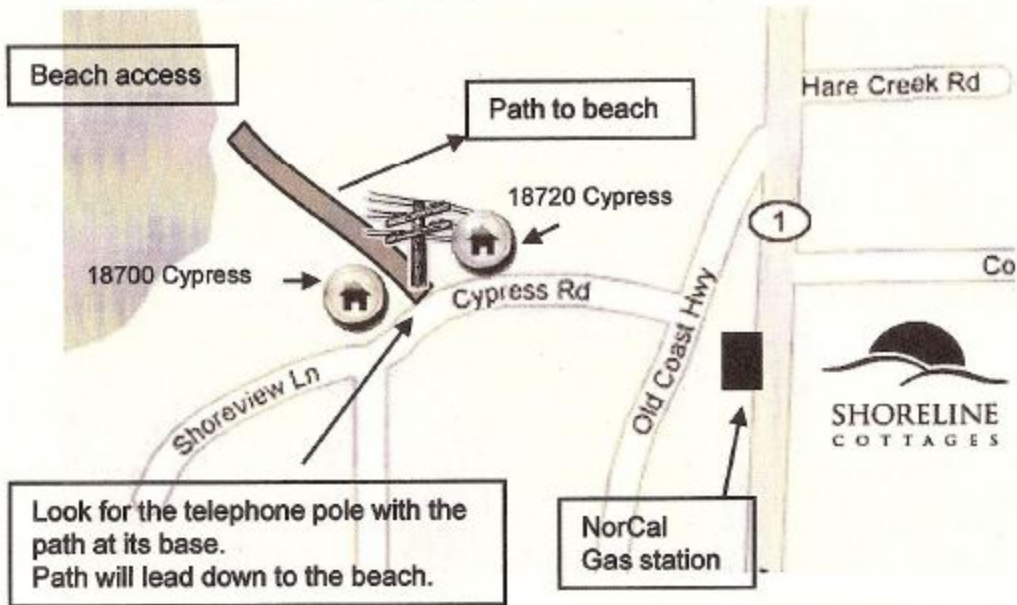 Beach access
Hare Creek Rd
Path to beach
18720 Cypress
1
18700 Cypress
Co
Cypress Rd
Old Coast Hwy
Shoreview Ln
SHORELINE
COTTAGES
Look for the telephone pole with the
path at its base.
Path will lead down to the beach.
NorCal
Gas station